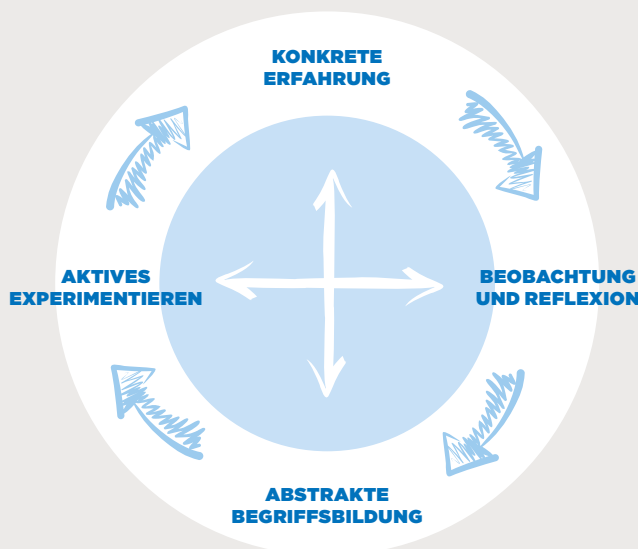 KONKRETE
ERFAHRUNG
AKTIVES
EXPERIMENTIEREN
BEOBACHTUNG
UND REFLEXION
ABSTRAKTE
BEGRIFFSBILDUNG